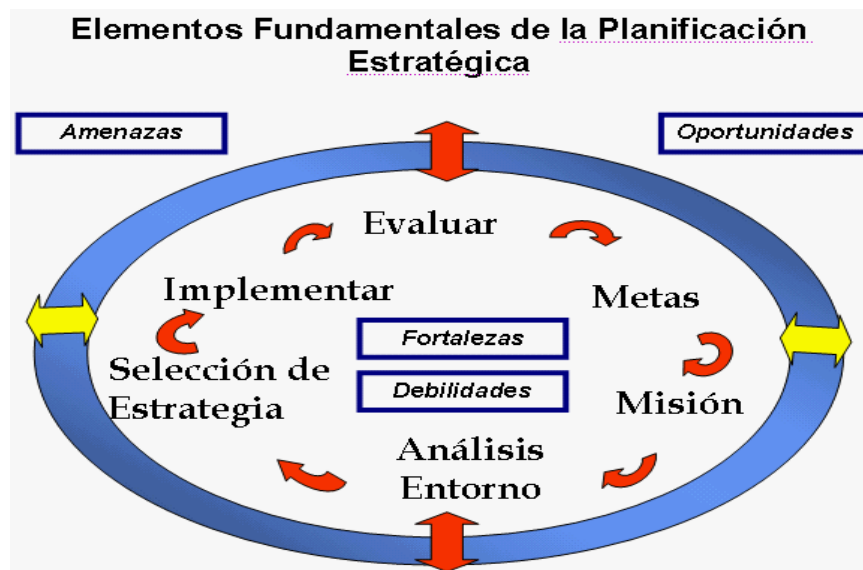 Elementos Fundamentales de la Planificación
Estratégica
Amenazas
Oportunidades
Evaluar
Implementar
Metas
Fortalezas
Selección de
Estrategia
Debilidades
Misión
Análisis
Entorno